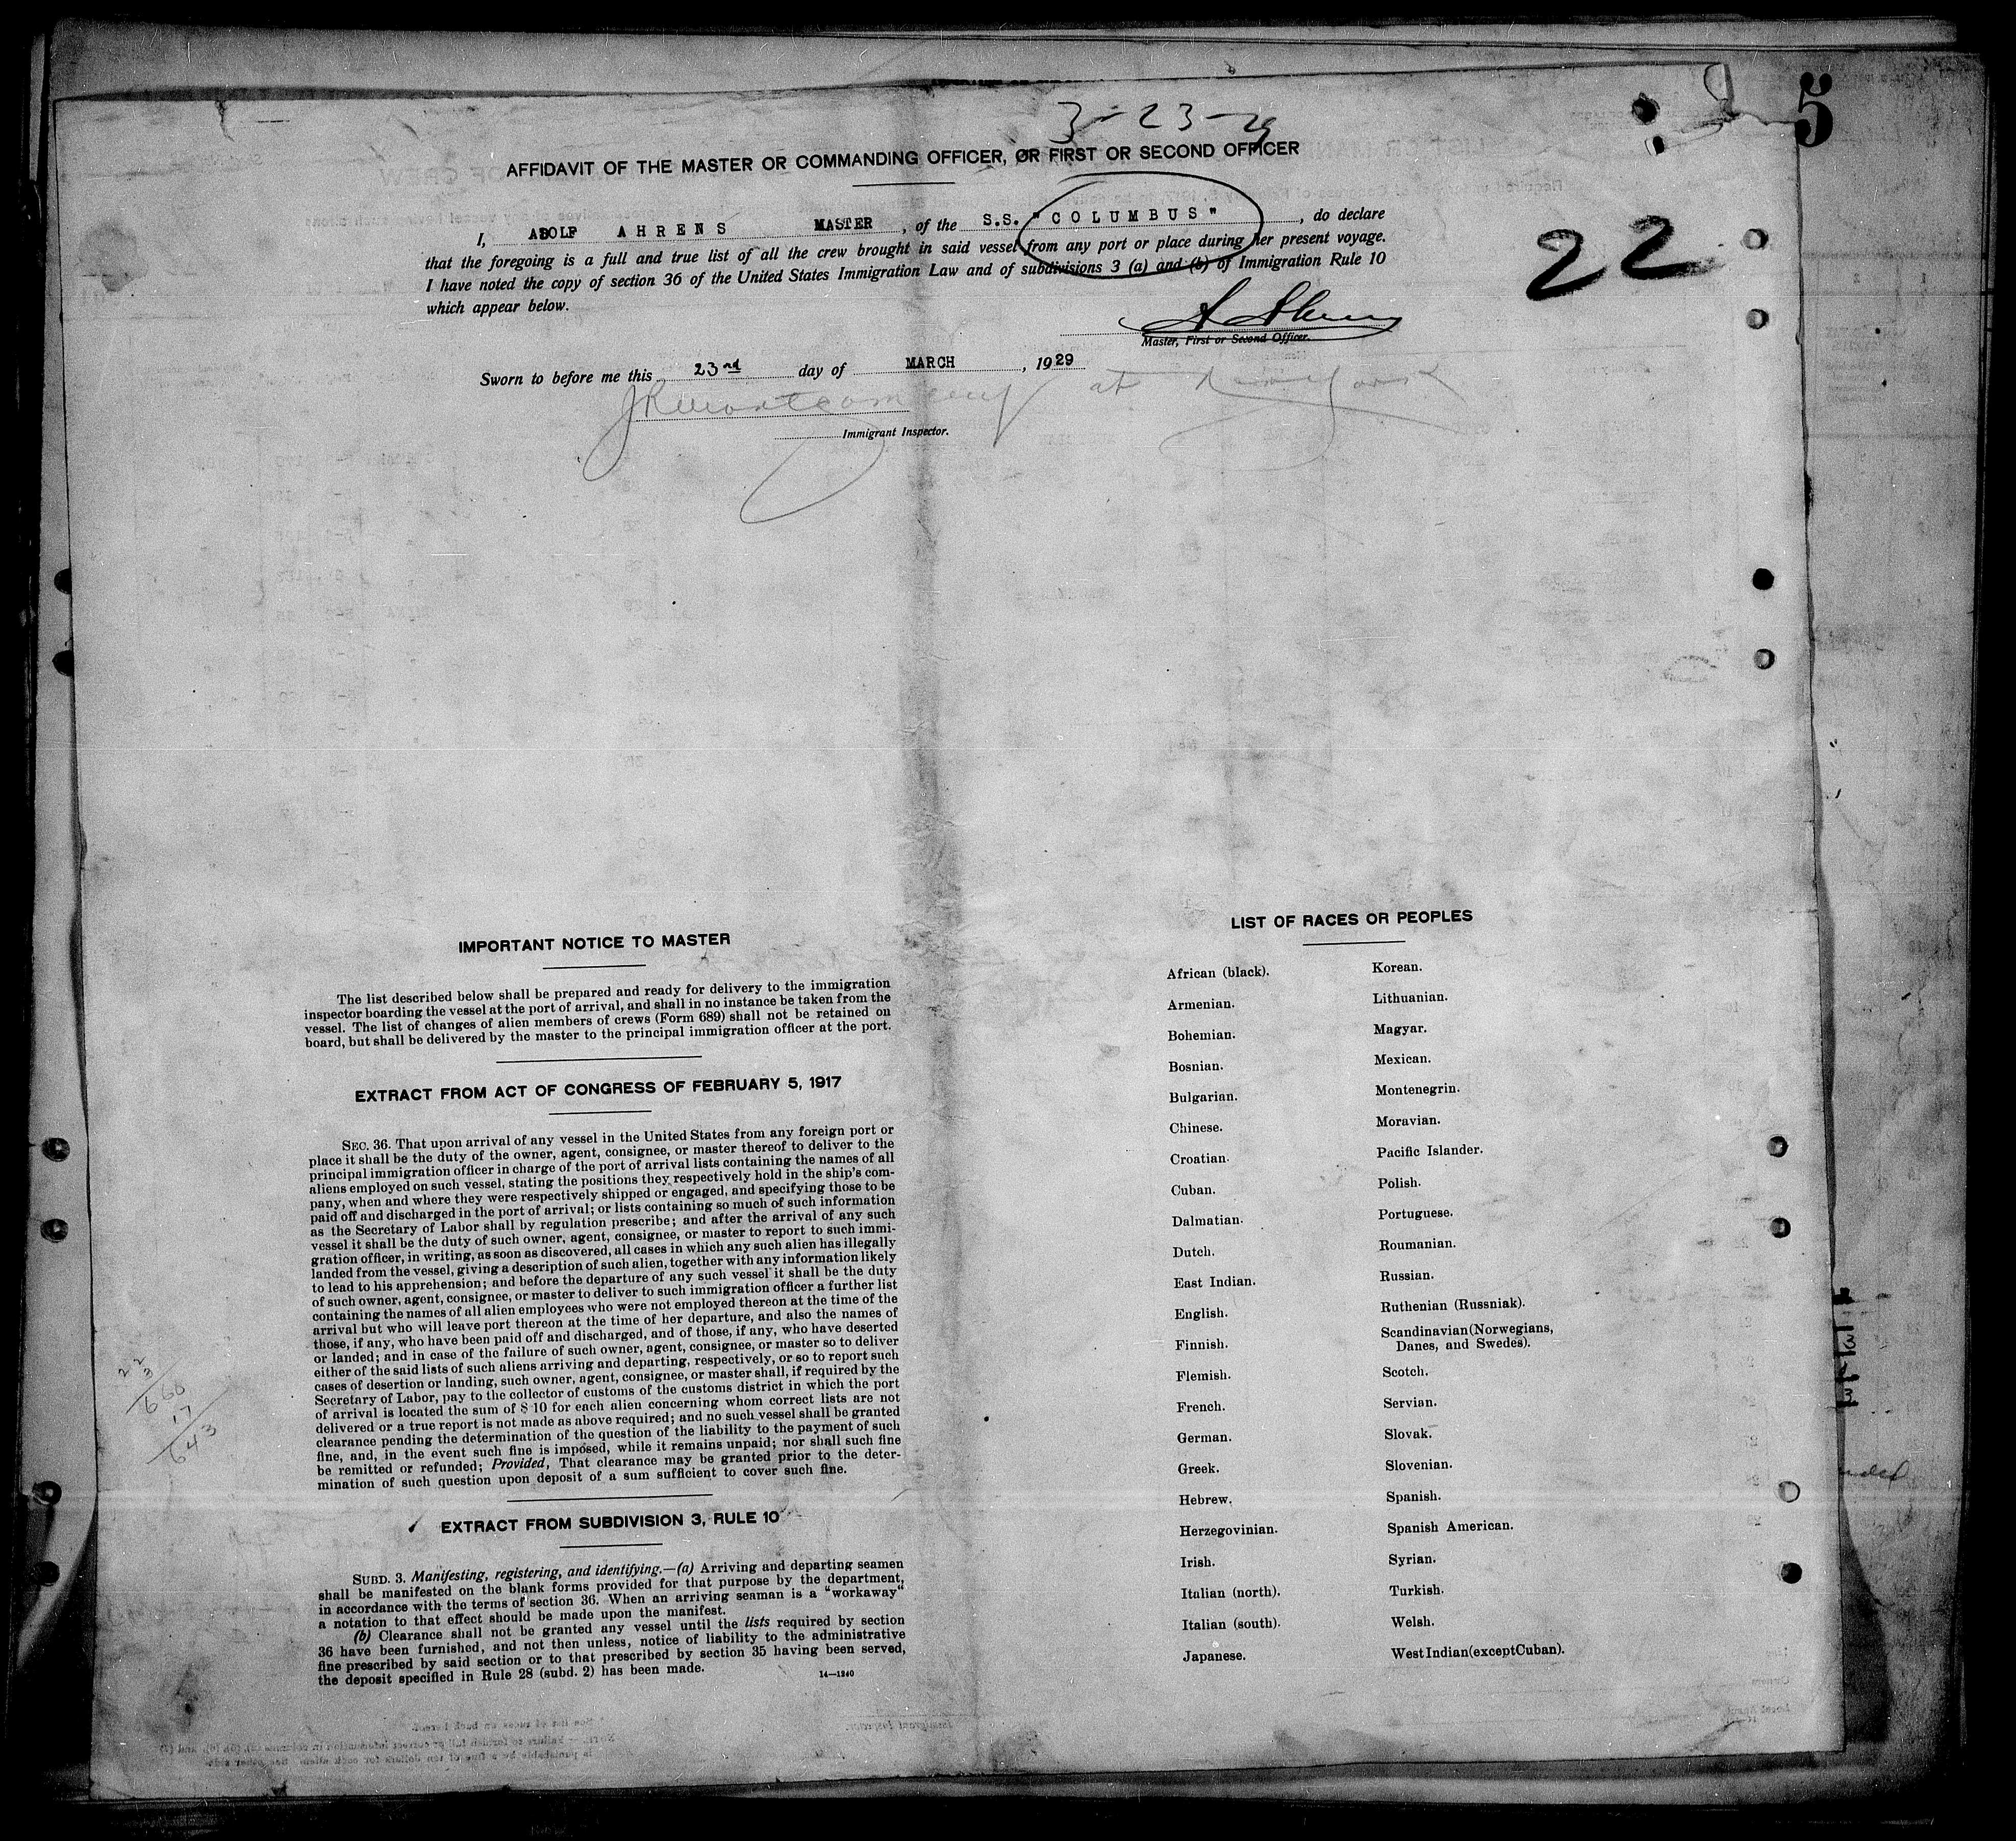 5
3-23-29
AFFIDAVIT OF THE MASTER OR COMMANDING OFFICER, OR FIRST OR SECOND OFFICER
I, ADOLF AHRENS MASTER, of the S.S. "COLUMBUS", do declare
that the foregoing is a full and true list of all the crew brought in said vessel from any port or place during her present voyage.
I have noted the copy of section 36 of the United States Immigration Law and of subdivisions 3 (a) and (b) of Immigration Rule 10
which appear below.
22
A Ahrens
Master, First or Second Officer.
Sworn to before me this 23rd day of MARCH, 1929
at New York
Immigrant Inspector.
IMPORTANT NOTICE TO MASTER
The list described below shall be prepared and ready for delivery to the immigration
inspector boarding the vessel at the port of arrival, and shall in no instance be taken from the
vessel. The list of changes of alien members of crews (Form 689) shall not be retained on
board, but shall be delivered by the master to the principal immigration officer at the port.
EXTRACT FROM ACT OF CONGRESS OF FEBRUARY 5, 1917
SEC. 36. That upon arrival of any vessel in the United States from any foreign port or
place it shall be the duty of the owner, agent, consignee, or master thereof to deliver to the
principal immigration officer in charge of the port of arrival lists containing the names of all
aliens employed on such vessel, stating the positions they respectively hold in the ship's com-
pany, when and where they were respectively shipped or engaged, and specifying those to be
paid off and discharged in the port of arrival; or lists containing so much of such information
as the Secretary of Labor shall by regulation prescribe; and after the arrival of any such
vessel it shall be the duty of such owner, agent, consignee, or master to report to such immi-
gration officer, in writing, as soon as discovered, all cases in which any such alien has illegally
landed from the vessel, giving a description of such alien, together with any information likely
to lead to his apprehension; and before the departure of any such vessel it shall be the duty
of such owner, agent, consignee, or master to deliver to such immigration officer a further list
containing the names of all alien employees who were not employed thereon at the time of the
arrival but who will leave port thereon at the time of her departure, and also the names of
those, if any, who have been paid off and discharged, and of those, if any, who have deserted
or landed; and in case of the failure of such owner, agent, consignee, or master so to deliver
either of the said lists of such aliens arriving and departing, respectively, or so to report such
cases of desertion or landing, such owner, agent, consignee, or master shall, if required by the
Secretary of Labor, pay to the collector of customs of the customs district in which the port
of arrival is located the sum of $ 10 for each alien concerning whom correct lists are not
delivered or a true report is not made as above required; and no such vessel shall be granted
clearance pending the determination of the question of the liability to the payment of such
fine, and, in the event such fine is imposed, while it remains unpaid; nor shall such fine
be remitted or refunded; Provided, That clearance may be granted prior to the deter-
mination of such question upon deposit of a sum sufficient to cover such fine.
660
17
643
EXTRACT FROM SUBDIVISION 3, RULE 10
SUBD. 3. Manifesting, registering, and identifying.—(a) Arriving and departing seamen
shall be manifested on the blank forms provided for that purpose by the department,
in accordance with the terms of section 36. When an arriving seaman is a "workaway"
a notation to that effect should be made upon the manifest.
(b) Clearance shall not be granted any vessel until the lists required by section
36 have been furnished, and not then unless, notice of liability to the administrative
fine prescribed by said section or to that prescribed by section 35 having been served,
the deposit specified in Rule 28 (subd. 2) has been made.
14—1240
LIST OF RACES OR PEOPLES
African (black).
Armenian.
Bohemian.
Bosnian.
Bulgarian.
Chinese.
Croatian.
Cuban.
Dalmatian.
Dutch.
East Indian.
English.
Finnish.
Flemish.
French.
German.
Greek.
Hebrew.
Herzegovinian.
Irish.
Italian (north).
Italian (south).
Japanese.
Korean.
Lithuanian.
Magyar.
Mexican.
Montenegrin.
Moravian.
Pacific Islander.
Polish.
Portuguese.
Roumanian.
Russian.
Ruthenian (Russniak).
Scandinavian (Norwegians,
Danes, and Swedes).
Scotch.
Servian.
Slovak.
Slovenian.
Spanish.
Spanish American.
Syrian.
Turkish.
Welsh.
West Indian (except Cuban).